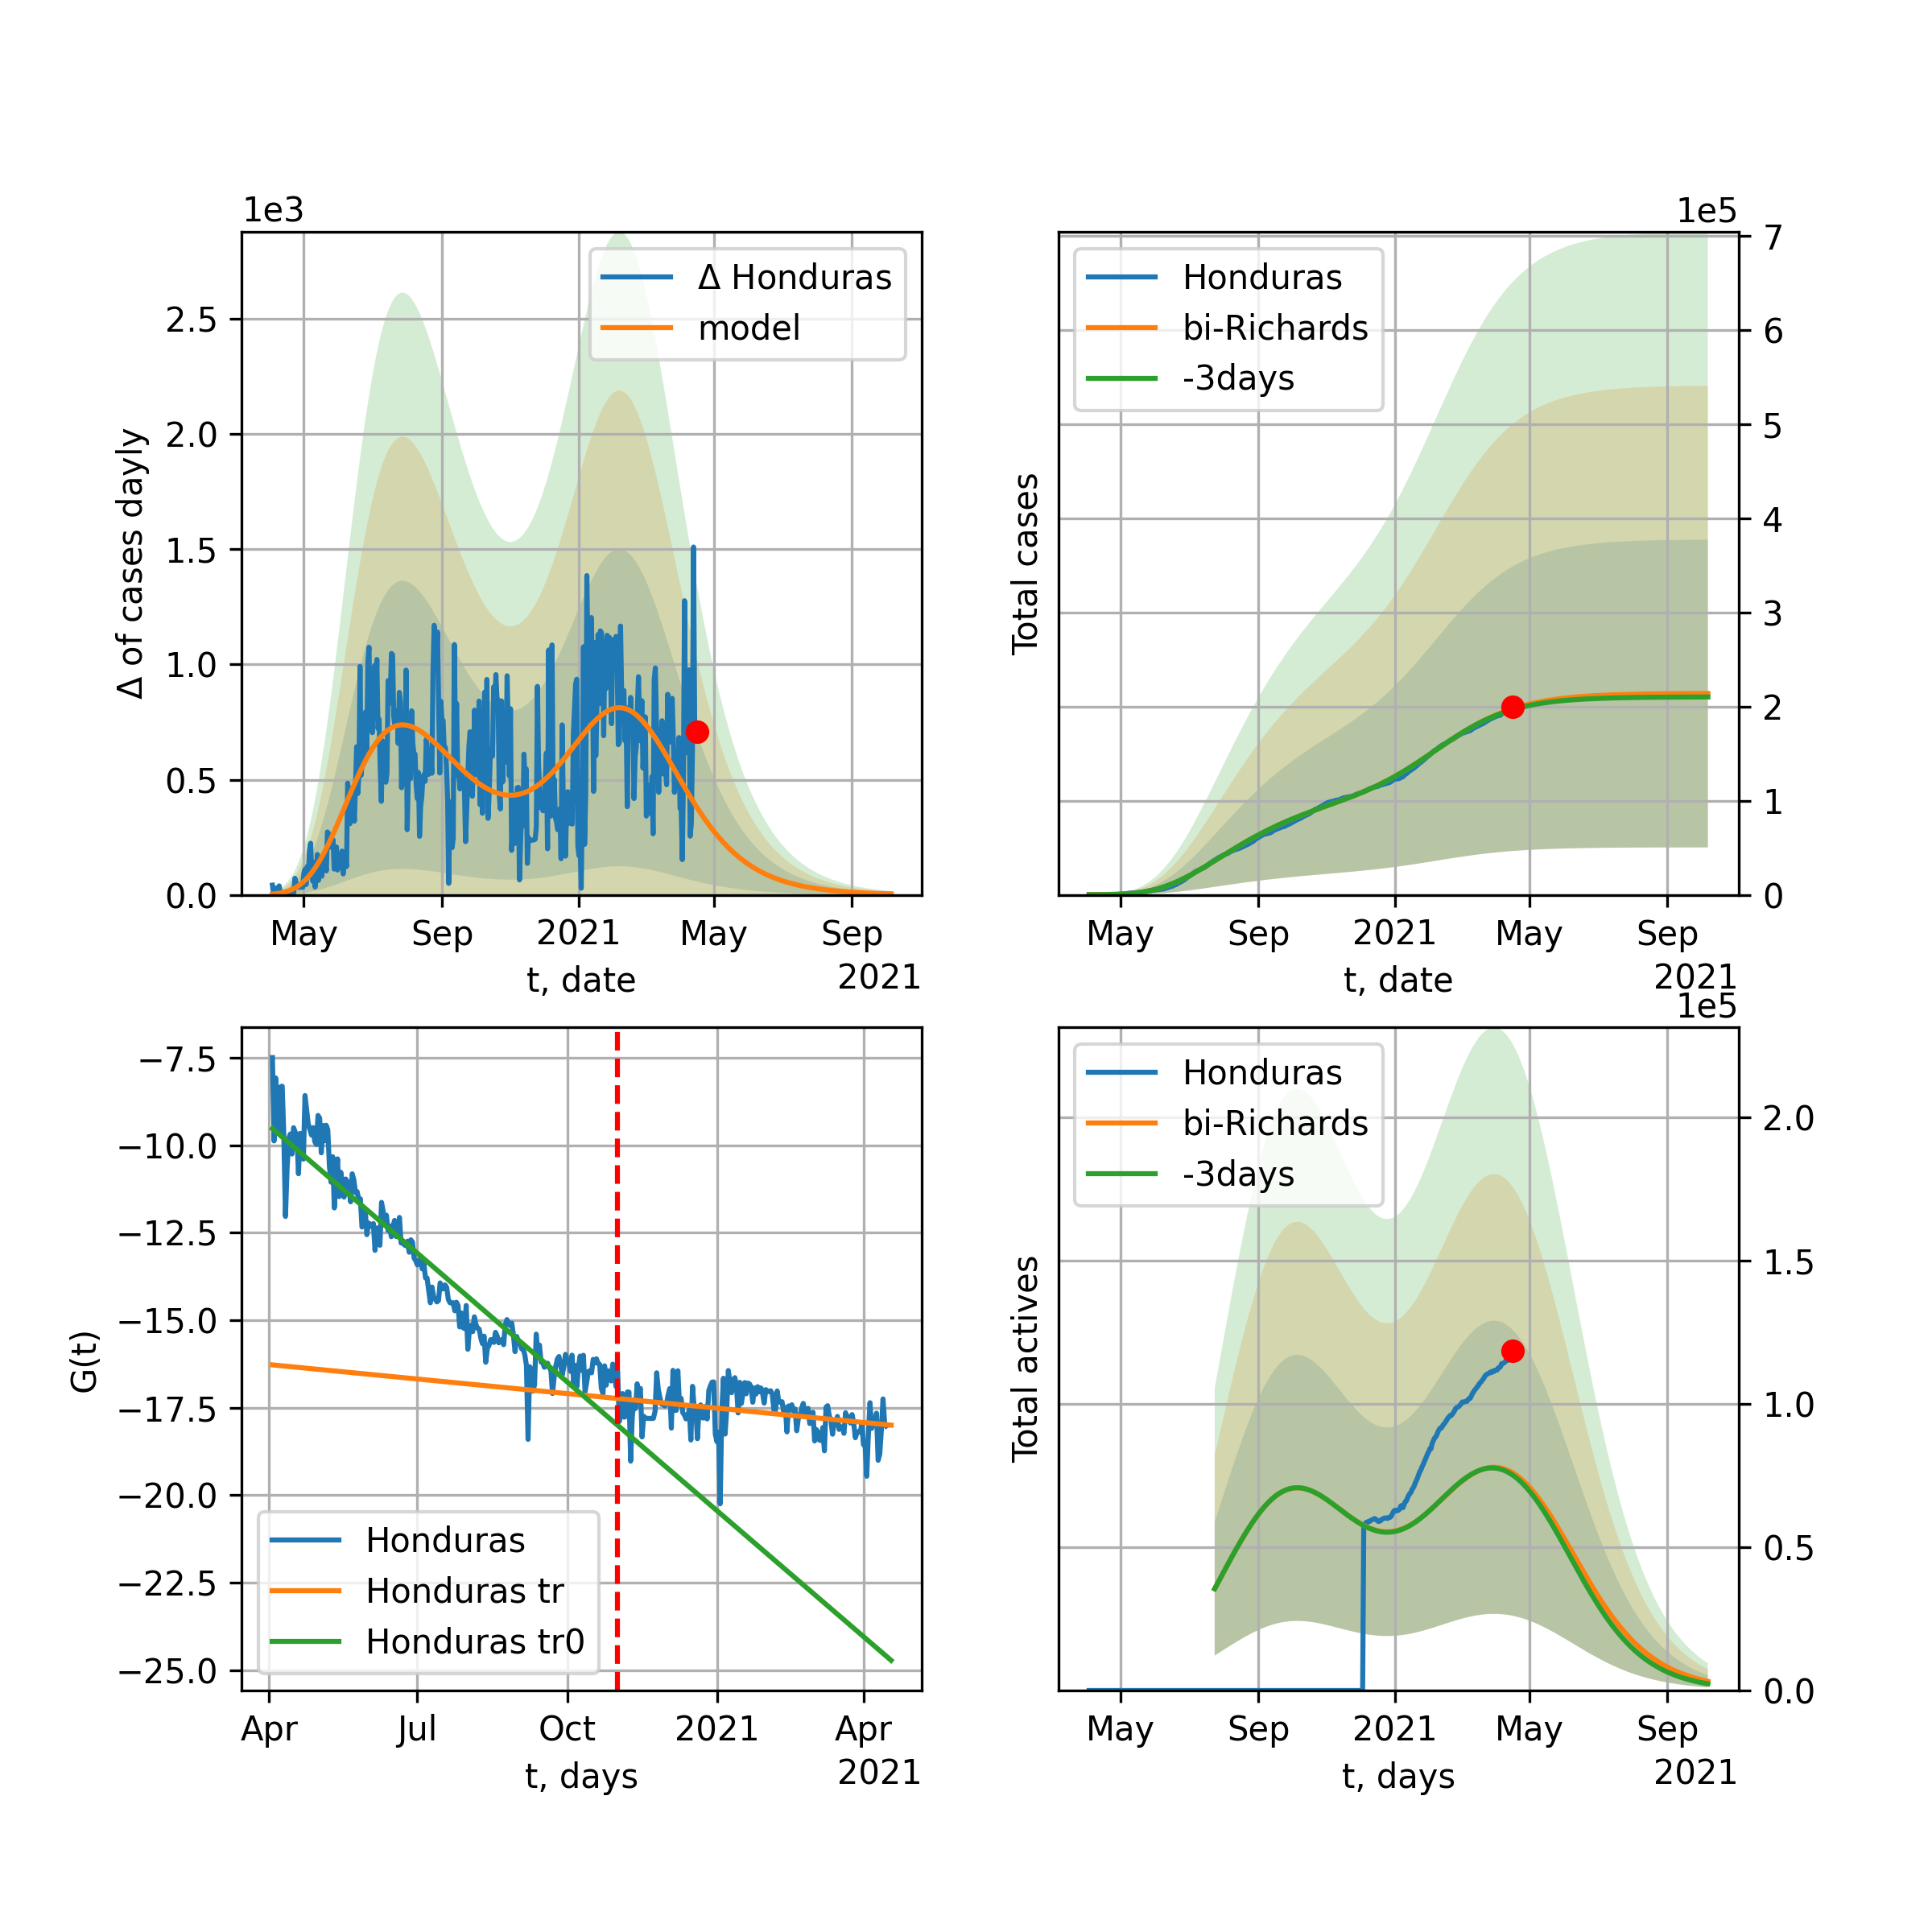 1e3
Δ Honduras
model
2.5
2.0
1.5
1.0
0.5
0.0
Δ of cases dayly
May
Sep
2021
May
Sep
t, date
2021
1e5
Honduras
bi-Richards
-3days
7
6
5
4
3
2
1
0
Total cases
May
Sep
2021
May
Sep
t, date
2021
−7.5
−10.0
−12.5
−15.0
−17.5
−20.0
−22.5
−25.0
G(t)
Honduras
Honduras tr
Honduras tr0
Apr
Jul
Oct
2021
Apr
t, days
2021
1e5
Honduras
bi-Richards
-3days
2.0
1.5
1.0
0.5
0.0
Total actives
May
Sep
2021
May
Sep
t, days
2021